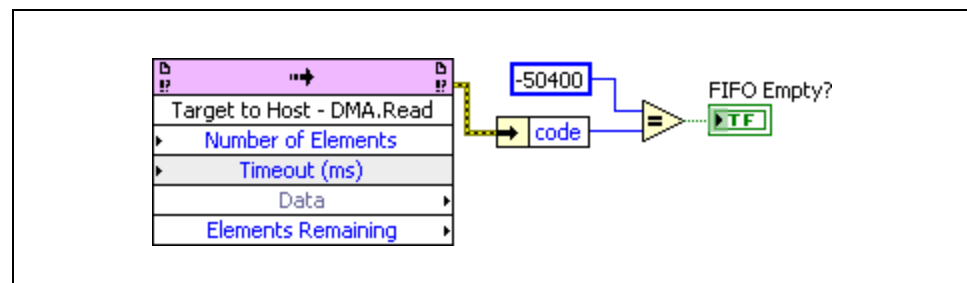 Target to Host - DMA.Read
Number of Elements
Timeout (ms)
Data
Elements Remaining
-50400
code
=
FIFO Empty?
TF